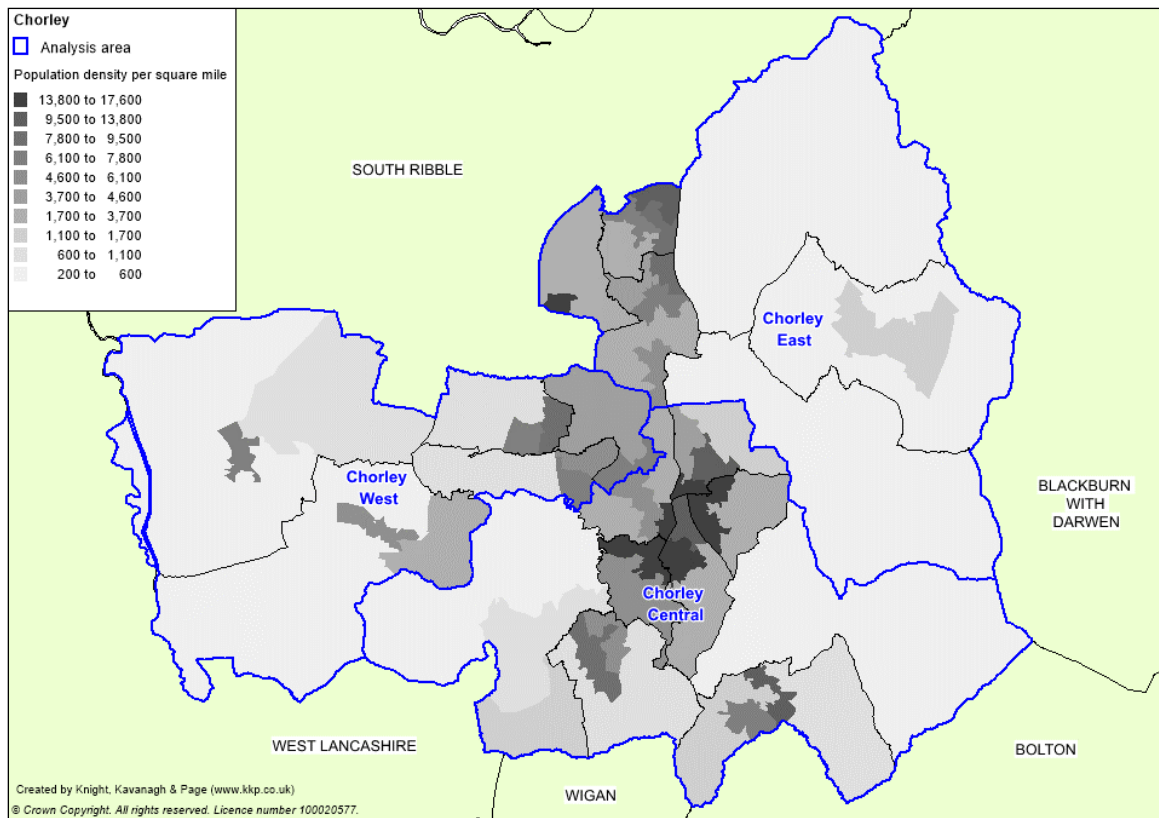 Chorley
Analysis area
Population density per square mile
13,800 to 17,600
9,500 to 13,800
7,800 to 9,500
6,100 to 7,800
4,600 to 6,100
3,700 to 4,600
1,700 to 3,700
1,100 to 1,700
600 to 1,100
200 to 600
SOUTH RIBBLE
Chorley
East
Chorley
West
BLACKBURN
WITH
DARWEN
Chorley
Central
WEST LANCASHIRE
BOLTON
WIGAN
Created by Knight, Kavanagh & Page (www.kkp.co.uk)
© Crown Copyright. All rights reserved. Licence number 100020577.